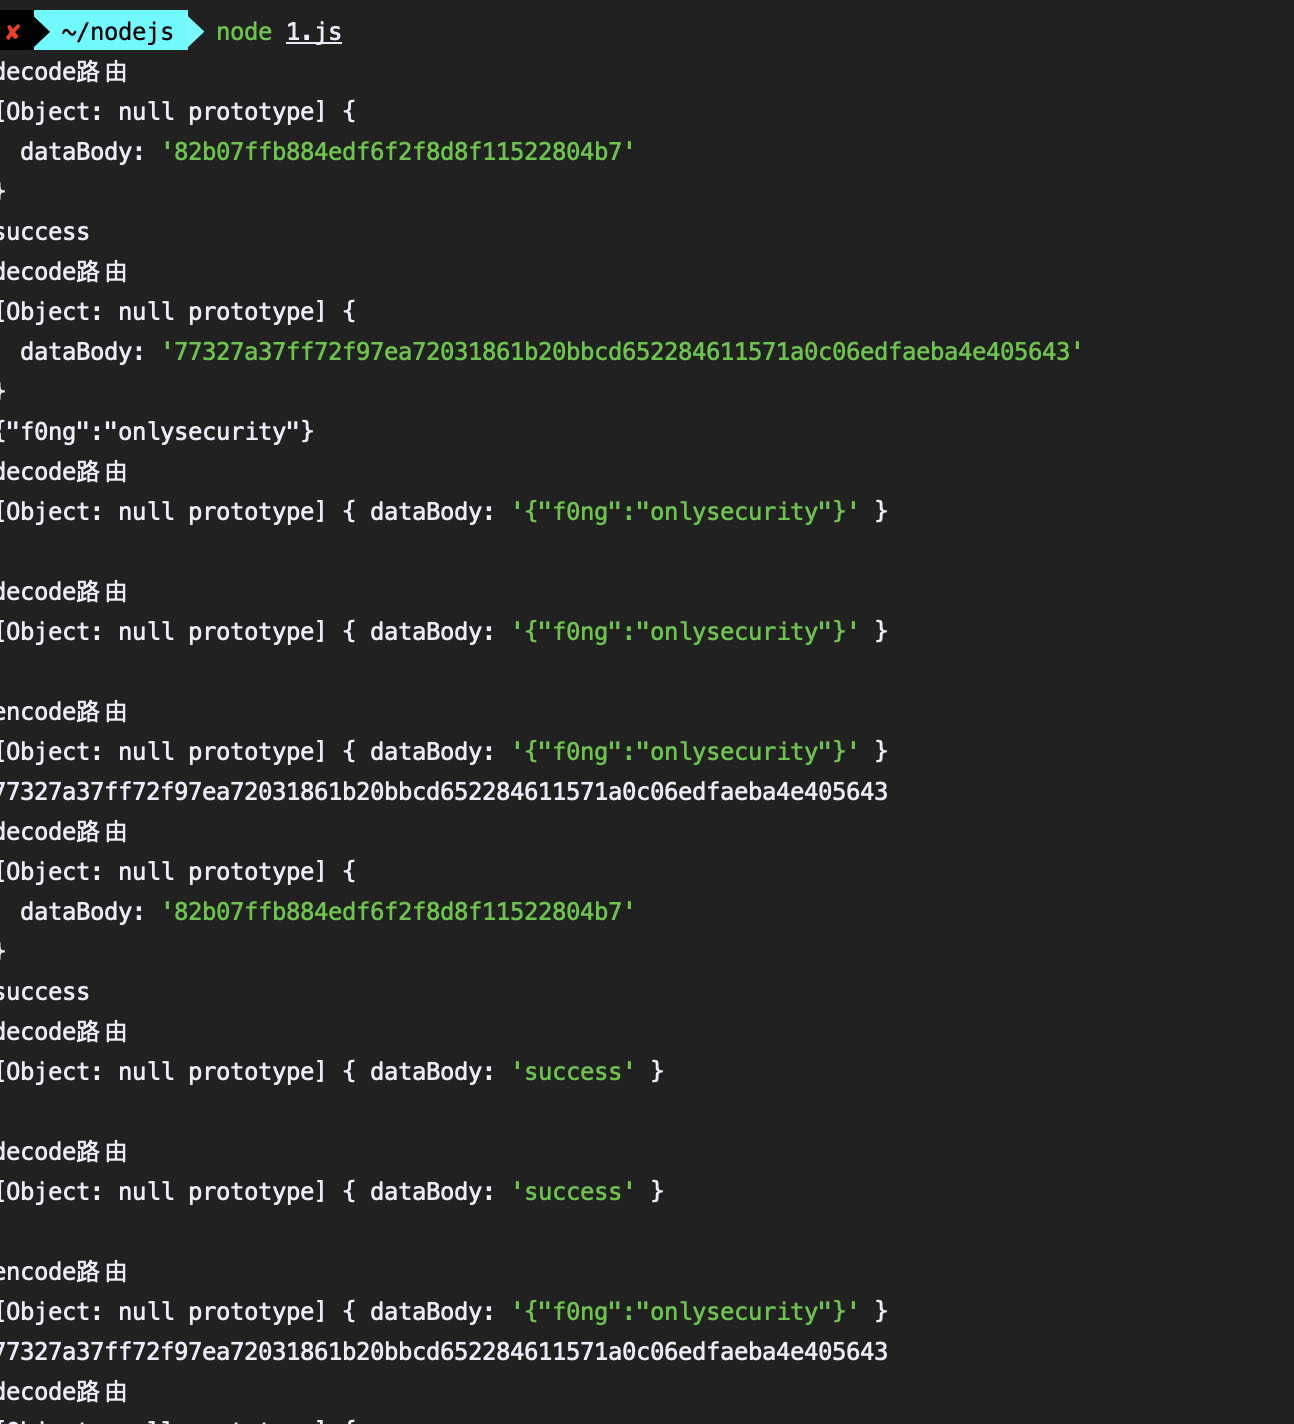 ✘ ~/nodejs node 1.js
decode路由
[Object: null prototype] {
  dataBody: '82b07ffb884edf6f2f8d8f11522804b7'
}
success
decode路由
[Object: null prototype] {
  dataBody: '77327a37ff72f97ea72031861b20bbcd652284611571a0c06edfaeba4e405643'
}
{"f0ng":"onlysecurity"}
decode路由
[Object: null prototype] { dataBody: '{"f0ng":"onlysecurity"}' }
decode路由
[Object: null prototype] { dataBody: '{"f0ng":"onlysecurity"}' }
encode路由
[Object: null prototype] { dataBody: '{"f0ng":"onlysecurity"}' }
77327a37ff72f97ea72031861b20bbcd652284611571a0c06edfaeba4e405643
decode路由
[Object: null prototype] {
  dataBody: '82b07ffb884edf6f2f8d8f11522804b7'
}
success
decode路由
[Object: null prototype] { dataBody: 'success' }
decode路由
[Object: null prototype] { dataBody: 'success' }
encode路由
[Object: null prototype] { dataBody: '{"f0ng":"onlysecurity"}' }
77327a37ff72f97ea72031861b20bbcd652284611571a0c06edfaeba4e405643
decode路由